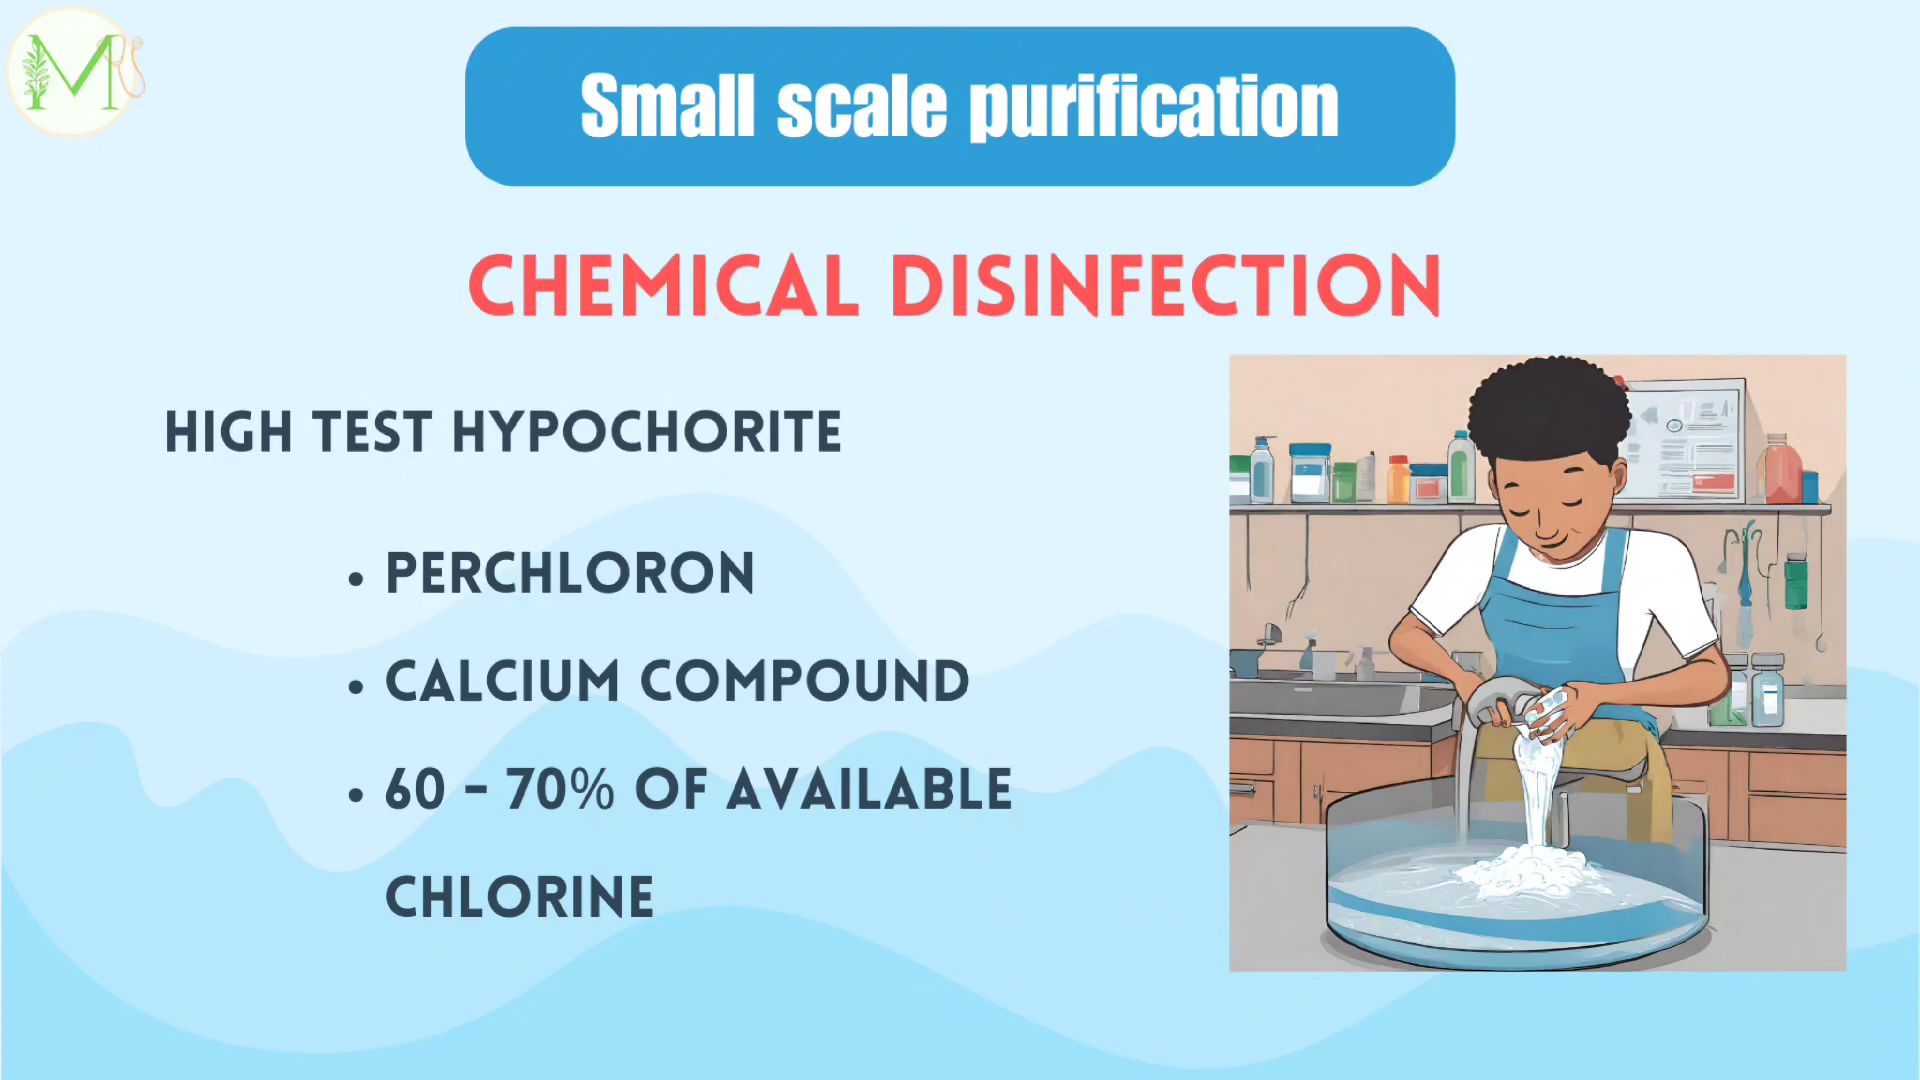 Small scale purification
CHEMICAL DISINFECTION
HIGH TEST HYPOCHORITE
• PERCHLORON
• CALCIUM COMPOUND
• 60 - 70% OF AVAILABLE
CHLORINE